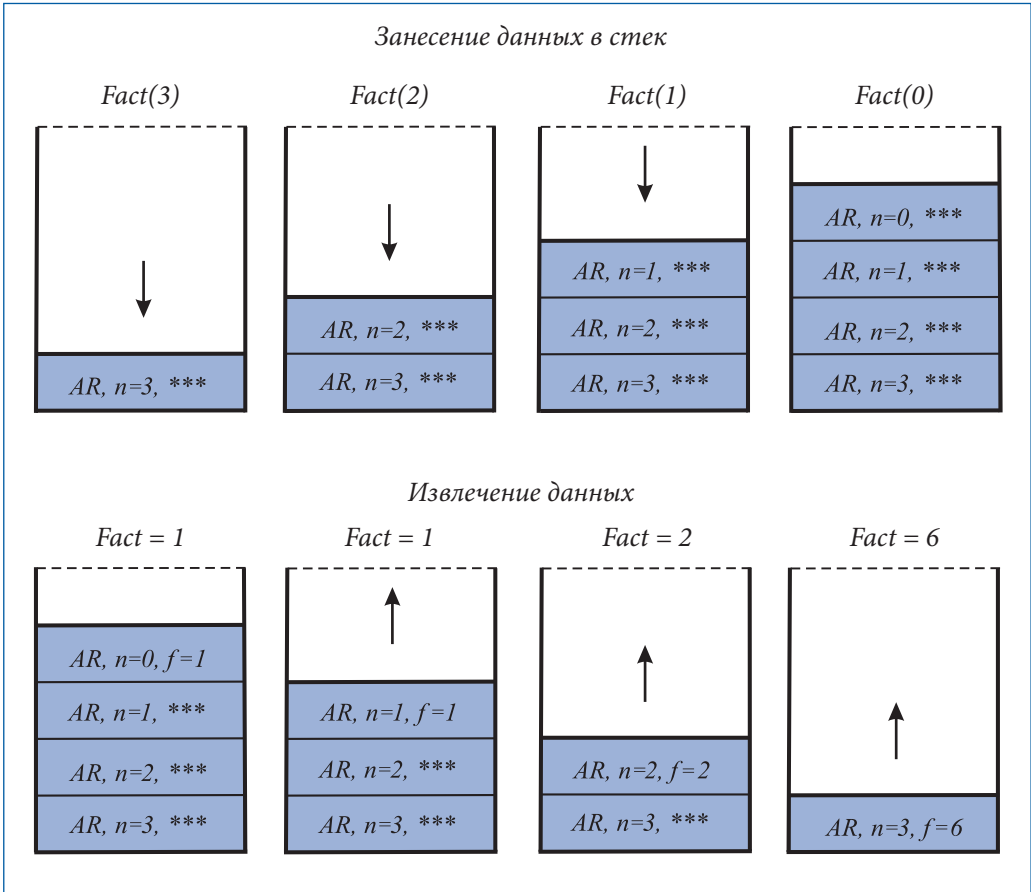 Занесение данных в стек
Fact(3) Fact(2) Fact(1) Fact(0)
AR, n=0, ***
AR, n=1, *** AR, n=1, ***
AR, n=2, *** AR, n=2, *** AR, n=2, ***
AR, n=3, *** AR, n=3, *** AR, n=3, *** AR, n=3, ***
Извлечение данных
Fact = 1 Fact = 1 Fact = 2 Fact = 6
AR, n=0, f=1
AR, n=1, *** AR, n=1, f=1
AR, n=2, *** AR, n=2, *** AR, n=2, f=2
AR, n=3, *** AR, n=3, *** AR, n=3, *** AR, n=3, f=6